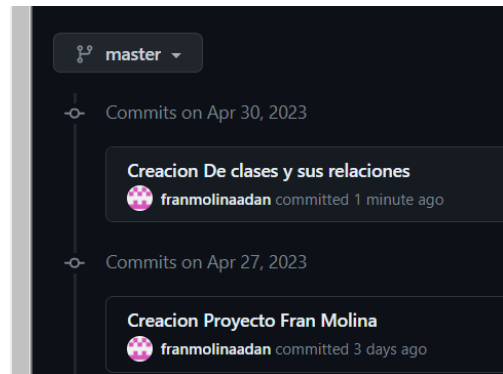 master
Commits on Apr 30, 2023
Creacion De clases y sus relaciones
franmolinaadan committed 1 minute ago
Commits on Apr 27, 2023
Creacion Proyecto Fran Molina
franmolinaadan committed 3 days ago